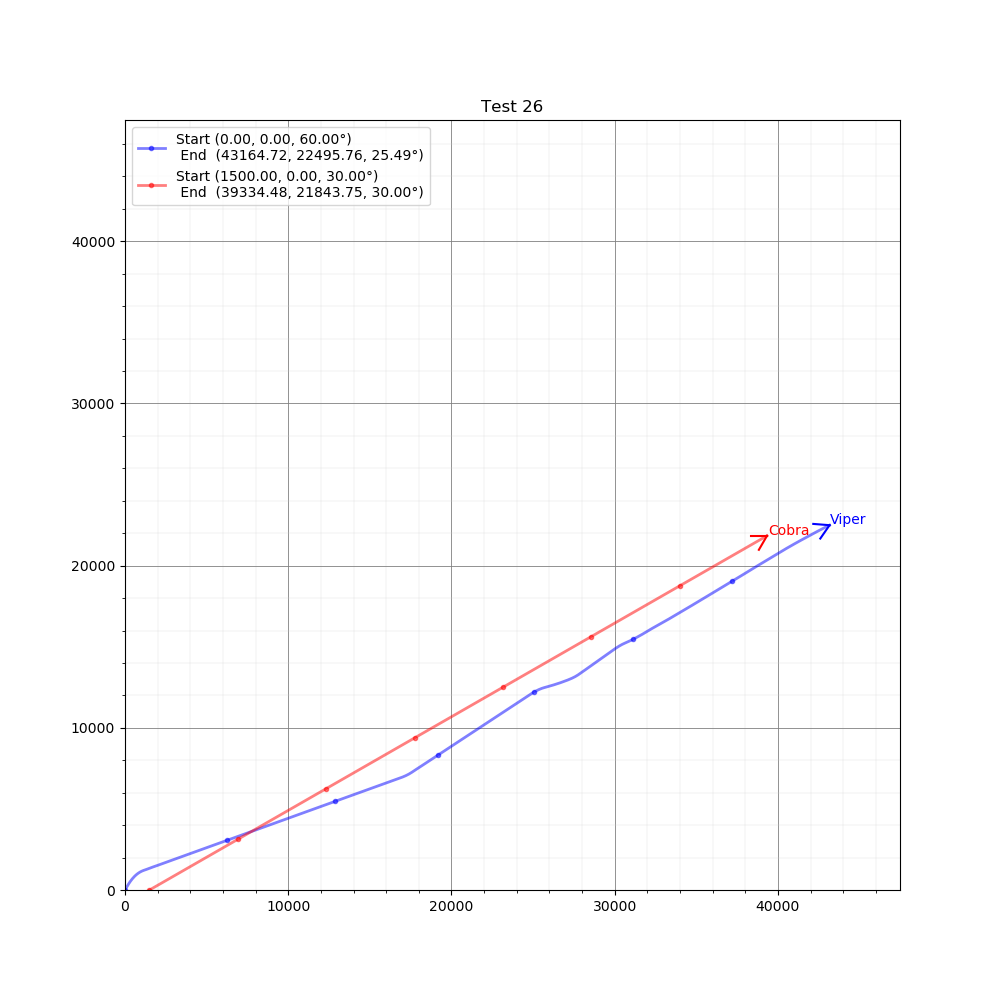 Test 26
Start (0.00, 0.00, 60.00°)
End  (43164.72, 22495.76, 25.49°)
Start (1500.00, 0.00, 30.00°)
End  (39334.48, 21843.75, 30.00°)
40000
30000
Viper
Cobra
20000
10000
0
0 10000 20000 30000 40000